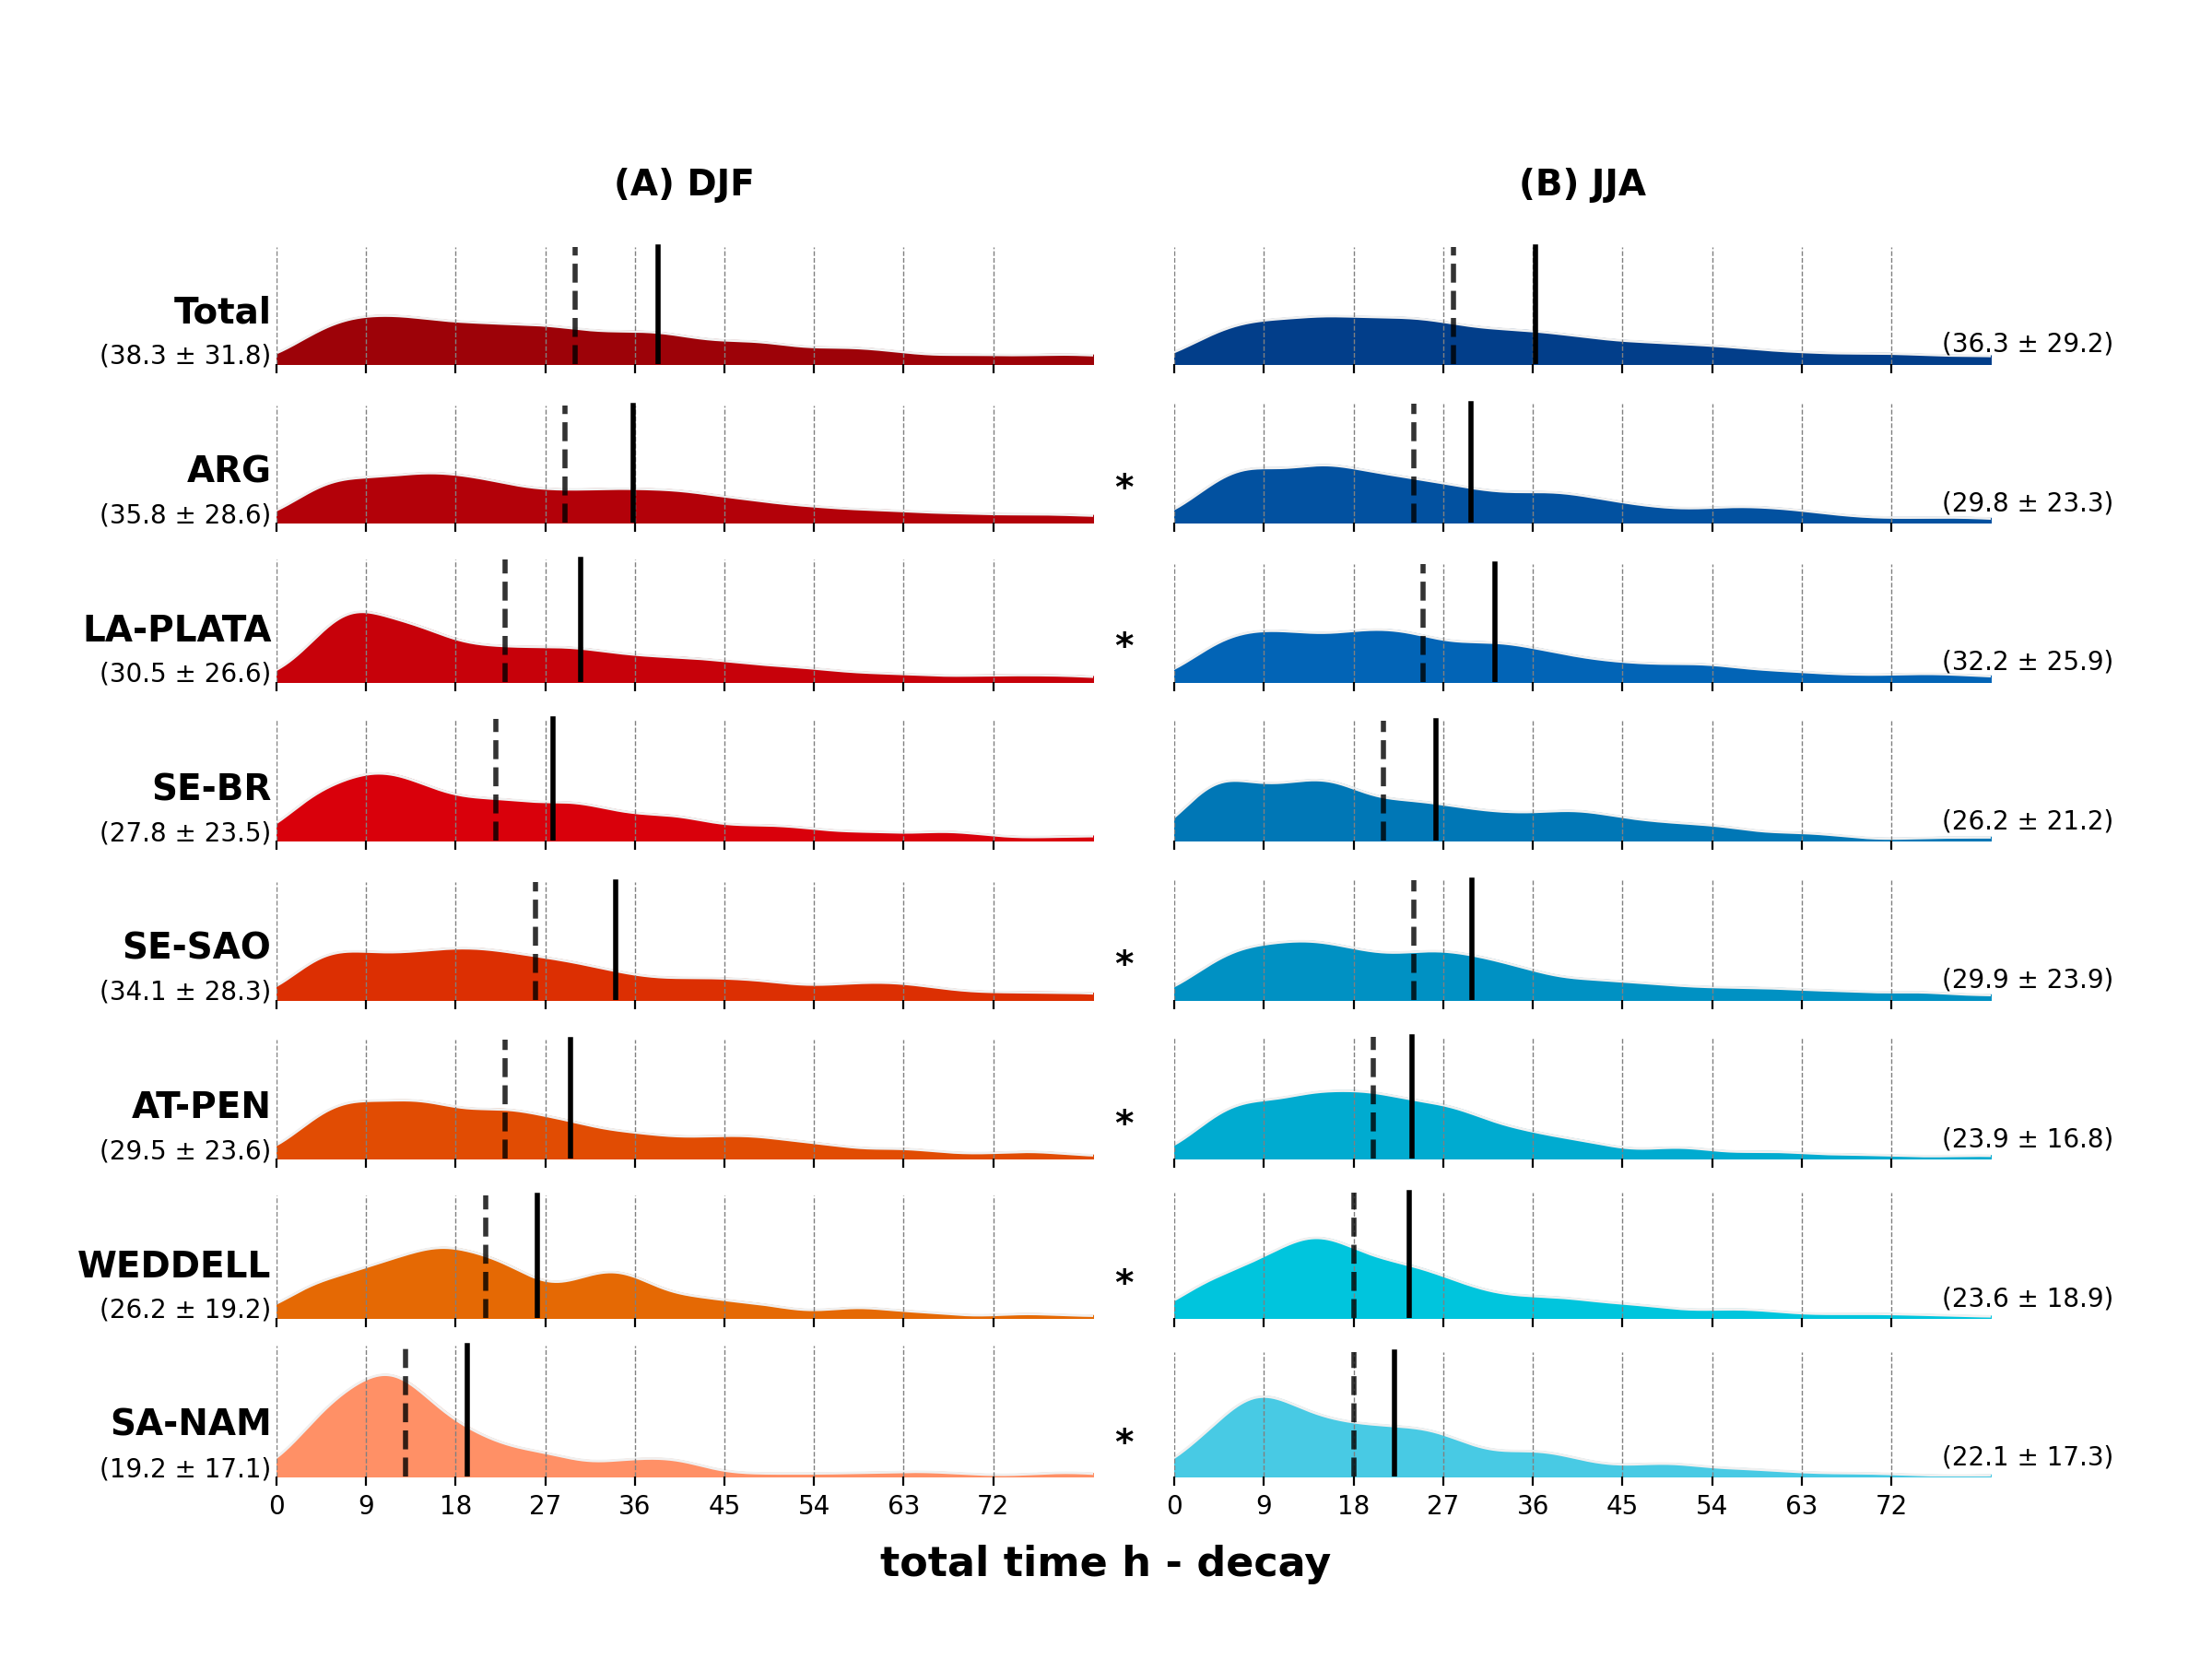 (A) DJF
(B) JJA
Total
(38.3 ± 31.8)
(36.3 ± 29.2)
ARG
(35.8 ± 28.6)
*
(29.8 ± 23.3)
LA-PLATA
(30.5 ± 26.6)
*
(32.2 ± 25.9)
SE-BR
(27.8 ± 23.5)
(26.2 ± 21.2)
SE-SAO
(34.1 ± 28.3)
*
(29.9 ± 23.9)
AT-PEN
(29.5 ± 23.6)
*
(23.9 ± 16.8)
WEDDELL
(26.2 ± 19.2)
*
(23.6 ± 18.9)
SA-NAM
(19.2 ± 17.1)
*
(22.1 ± 17.3)
0 9 18 27 36 45 54 63 72
0 9 18 27 36 45 54 63 72
total time h - decay